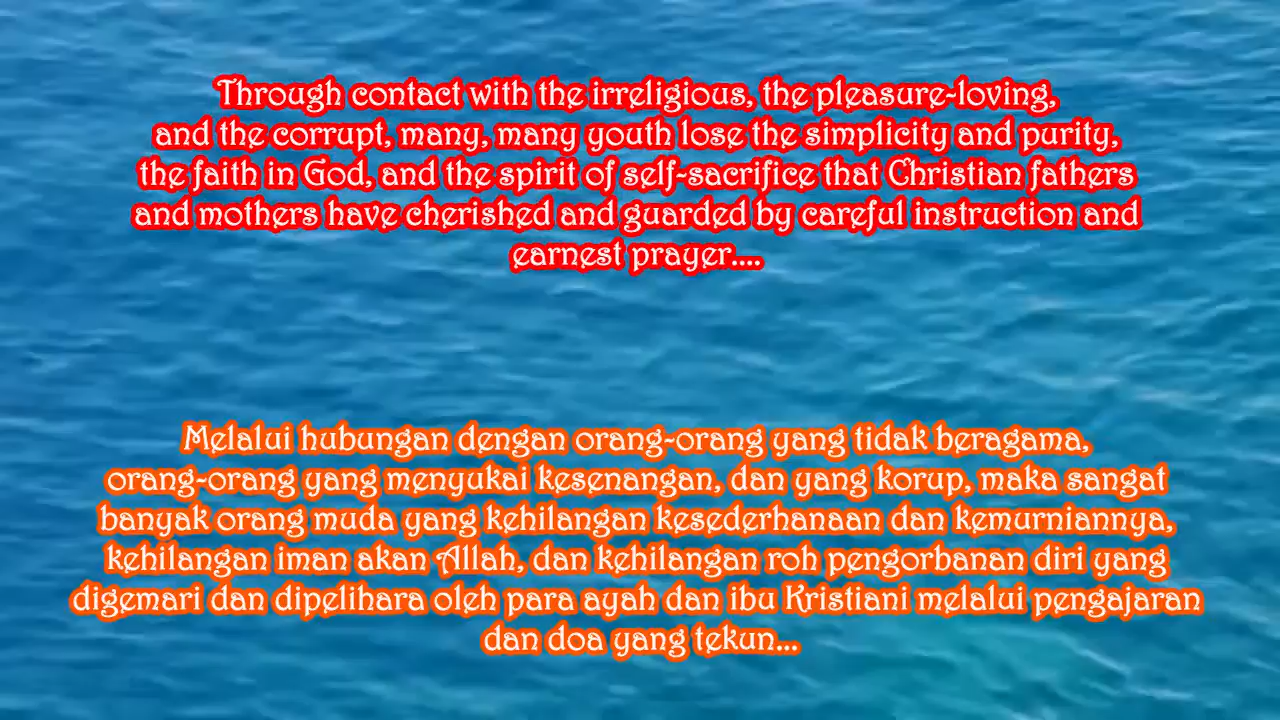 Through contact with the irreligious, the pleasure-loving,
and the corrupt, many, many youth lose the simplicity and purity,
the faith in God, and the spirit of self-sacrifice that Christian fathers
and mothers have cherished and guarded by careful instruction and
earnest prayer....
Melalui hubungan dengan orang-orang yang tidak beragama,
orang-orang yang menyukai kesenangan, dan yang korup, maka sangat
banyak orang muda yang kehilangan kesederhanaan dan kemurniannya,
kehilangan iman akan Allah, dan kehilangan roh pengorbanan diri yang
digemari dan dipelihara oleh para ayah dan ibu Kristiani melalui pengajaran
dan doa yang tekun...